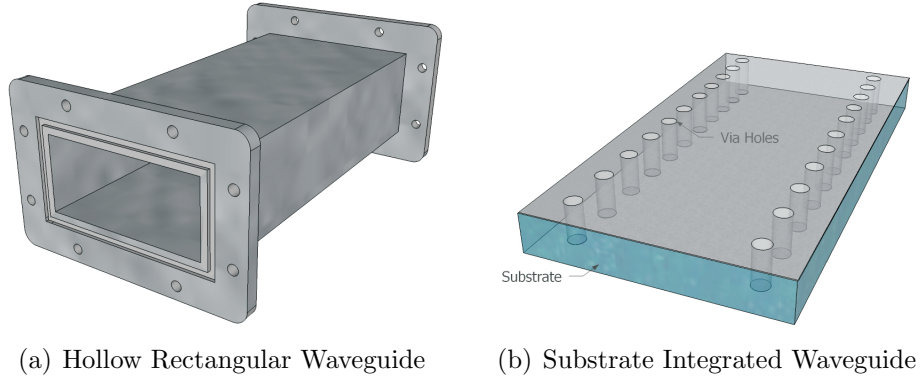 Via Holes
Substrate
(a) Hollow Rectangular Waveguide
(b) Substrate Integrated Waveguide